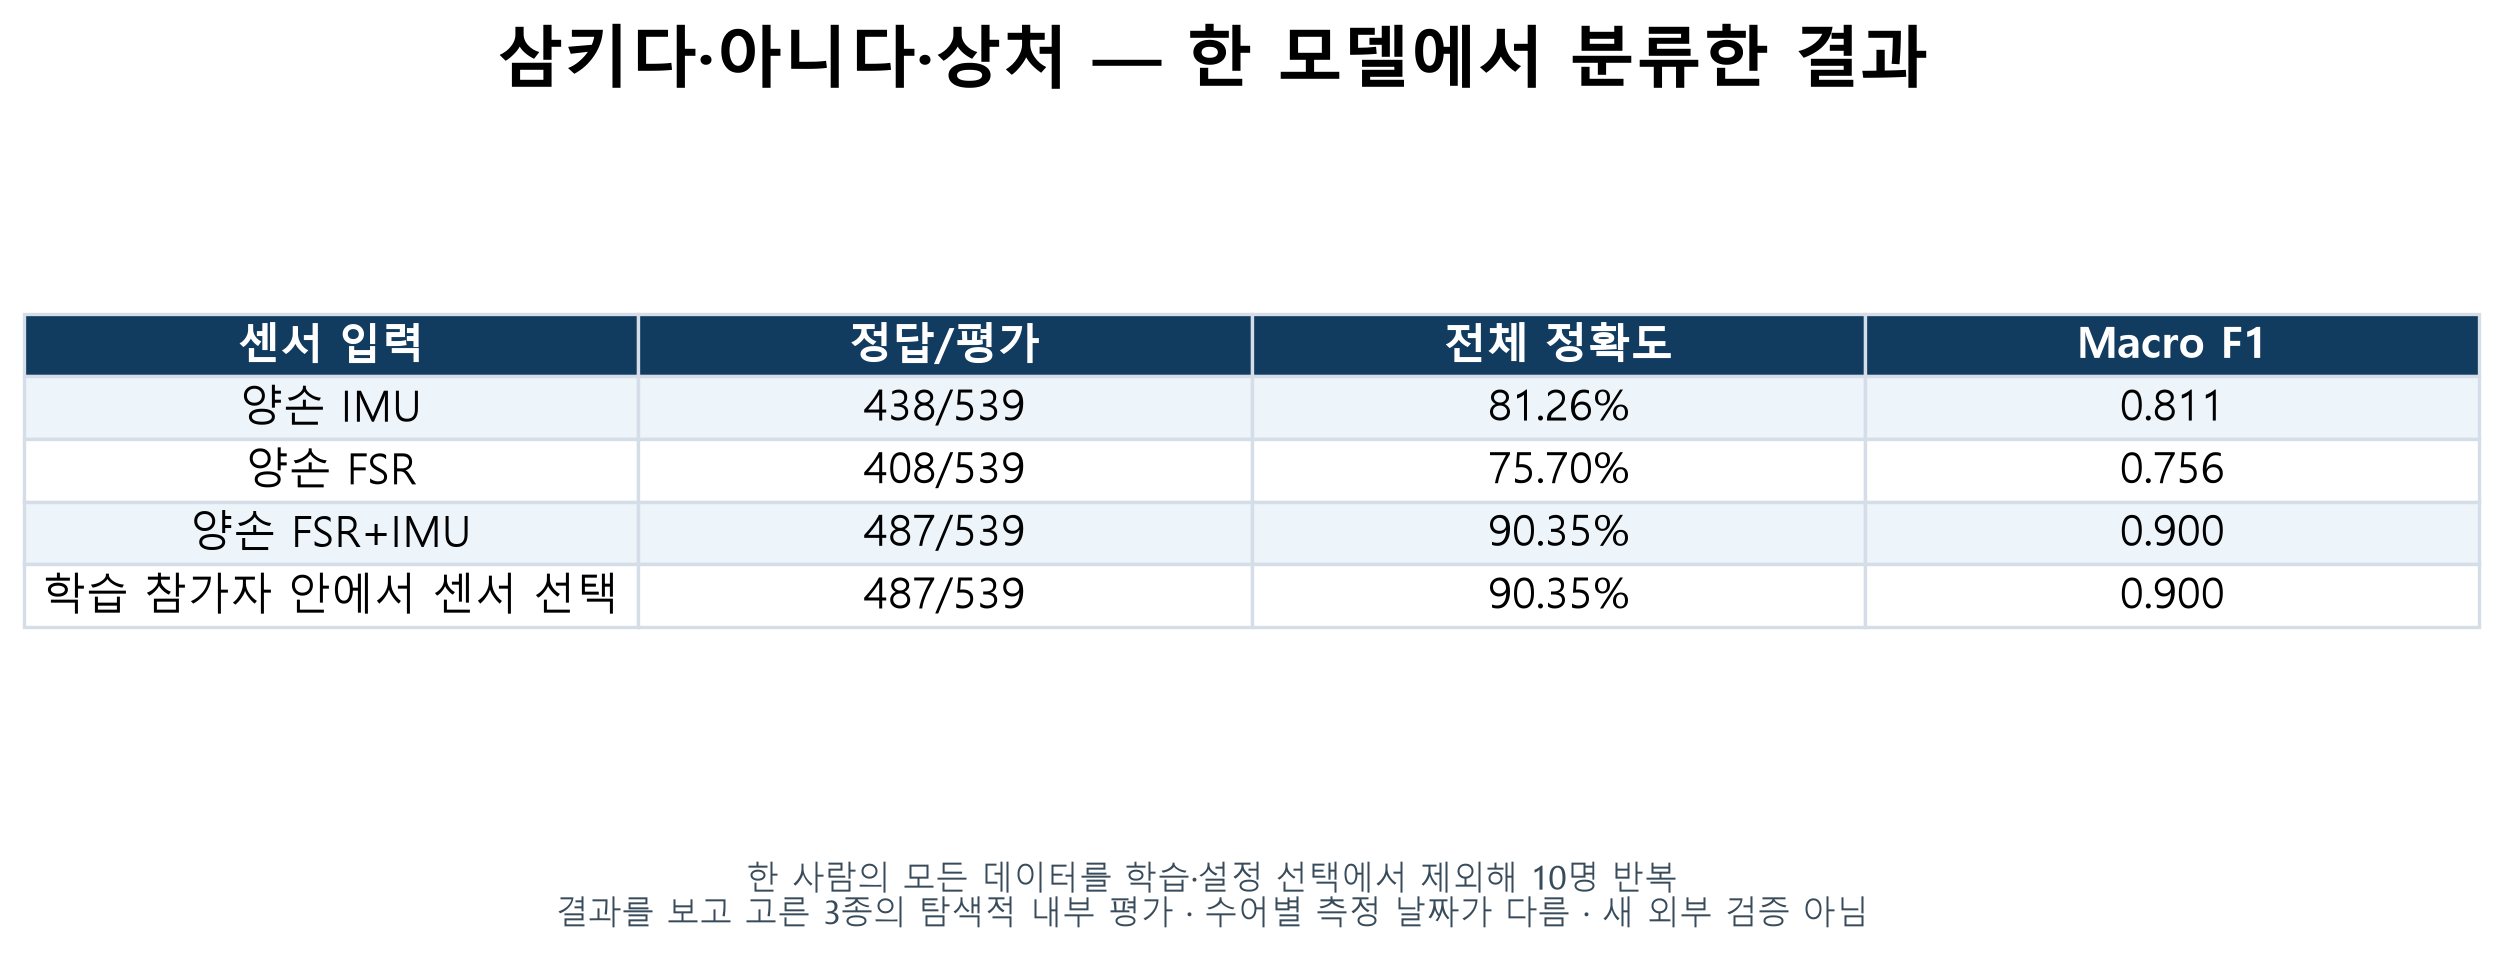 삼키다·아니다·상처 — 한 모델에서 분류한 결과
센서 입력 정답/평가 전체 정확도 Macro F1
양손 IMU 438/539 81.26% 0.811
양손 FSR 408/539 75.70% 0.756
양손 FSR+IMU 487/539 90.35% 0.900
학습 참가자 안에서 센서 선택 487/539 90.35% 0.900
한 사람의 모든 데이터를 학습·설정 선택에서 제외해 10명 반복
결과를 보고 고른 3종의 탐색적 내부 평가 · 수어별 측정 날짜가 다름 · 새 외부 검증 아님